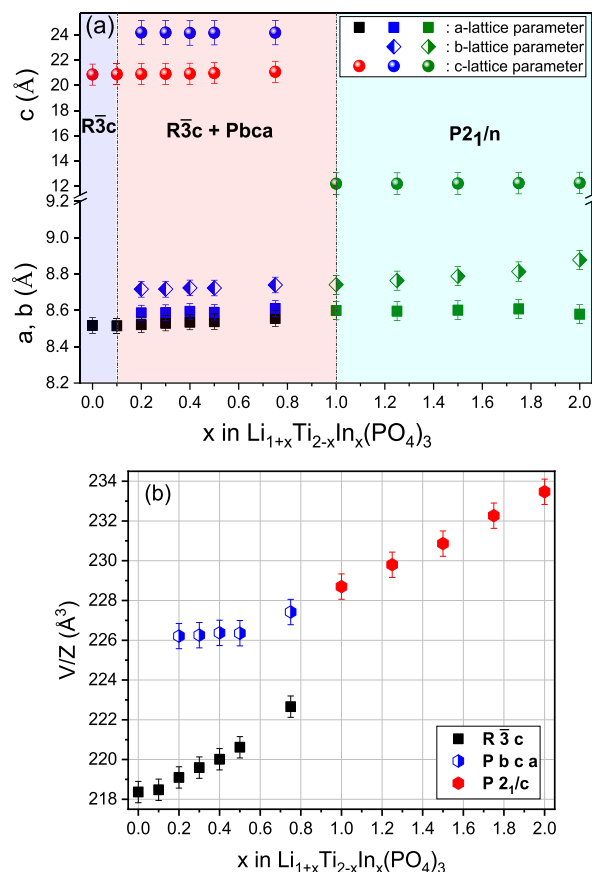 (a)
: a-lattice parameter
: b-lattice parameter
: c-lattice parameter
c (Å)
24
22
20
18
16
14
12
R3̅c
R3̅c + Pbca
P2₁/n
a, b (Å)
9.2
9.0
8.8
8.6
8.4
8.2
0.0 0.2 0.4 0.6 0.8 1.0 1.2 1.4 1.6 1.8 2.0
x in Li₁₊ₓTi₂₋ₓInₓ(PO₄)₃
(b)
V/Z (Å³)
234
232
230
228
226
224
222
220
218
R 3̅ c
P b c a
P 2₁/c
0.0 0.2 0.4 0.6 0.8 1.0 1.2 1.4 1.6 1.8 2.0
x in Li₁₊ₓTi₂₋ₓInₓ(PO₄)₃